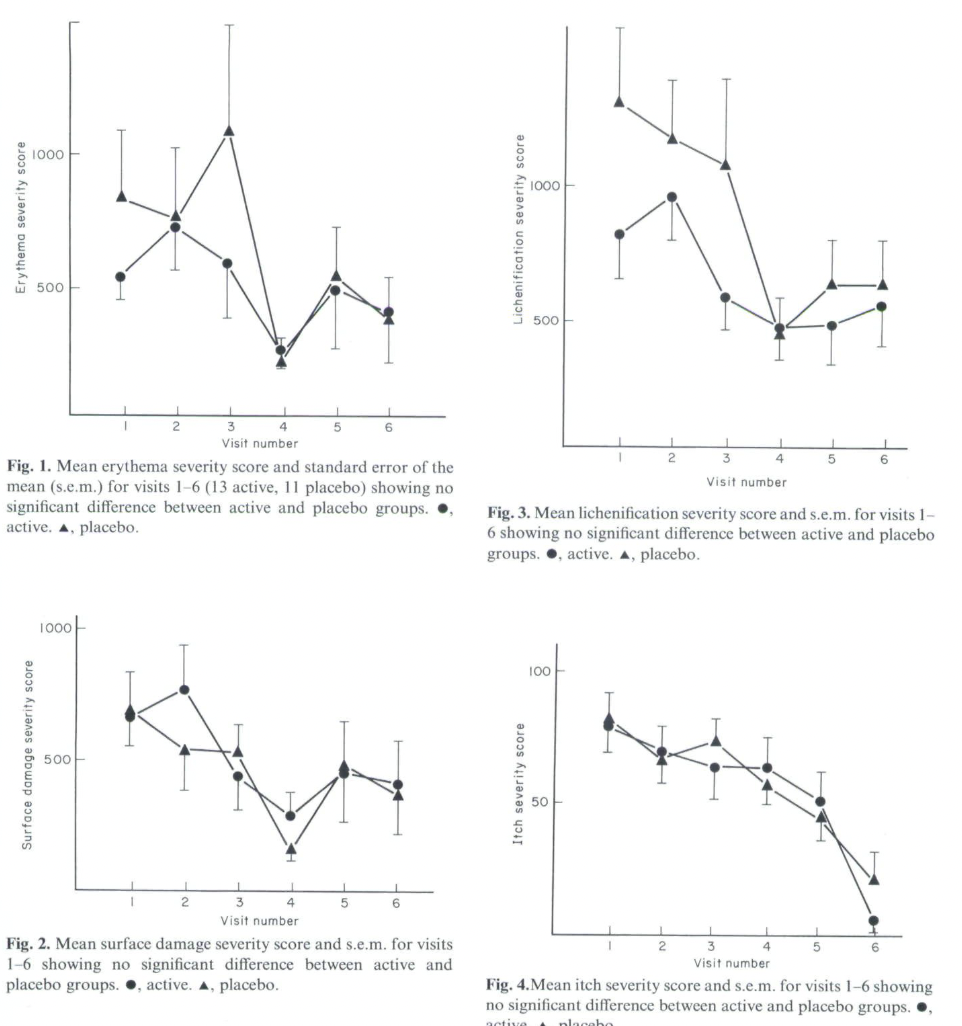 Erythema severity score
1000
500
1 2 3 4 5 6
Visit number
Fig. 1. Mean erythema severity score and standard error of the
mean (s.e.m.) for visits 1–6 (13 active, 11 placebo) showing no
significant difference between active and placebo groups. ●,
active. ▲, placebo.
Lichenification severity score
1000
500
1 2 3 4 5 6
Visit number
Fig. 3. Mean lichenification severity score and s.e.m. for visits 1–
6 showing no significant difference between active and placebo
groups. ●, active. ▲, placebo.
Surface damage severity score
1000
500
1 2 3 4 5 6
Visit number
Fig. 2. Mean surface damage severity score and s.e.m. for visits
1–6 showing no significant difference between active and
placebo groups. ●, active. ▲, placebo.
Itch severity score
100
50
1 2 3 4 5 6
Visit number
Fig. 4.Mean itch severity score and s.e.m. for visits 1–6 showing
no significant difference between active and placebo groups. ●,
active. ▲, placebo.